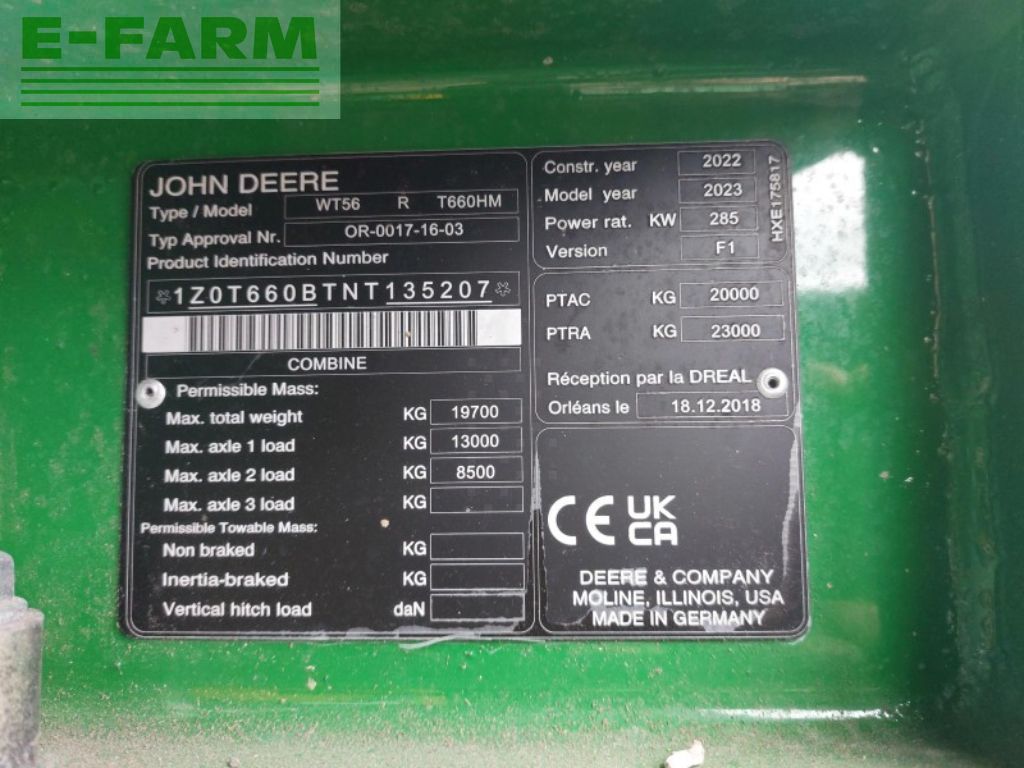 E-FARM
JOHN DEERE
Type / Model WT56 R T660HM
Typ Approval Nr. OR-0017-16-03
Product Identification Number
*1Z0T660BTNT135207*
COMBINE
Permissible Mass:
Max. total weight KG 19700
Max. axle 1 load KG 13000
Max. axle 2 load KG 8500
Max. axle 3 load KG
Permissible Towable Mass:
Non braked KG
Inertia-braked KG
Vertical hitch load daN
Constr. year 2022
Model year 2023
Power rat. KW 285
Version F1
HXE175817
PTAC KG 20000
PTRA KG 23000
Réception par la DREAL
Orléans le 18.12.2018
CE UK
CA
DEERE & COMPANY
MOLINE, ILLINOIS, USA
MADE IN GERMANY